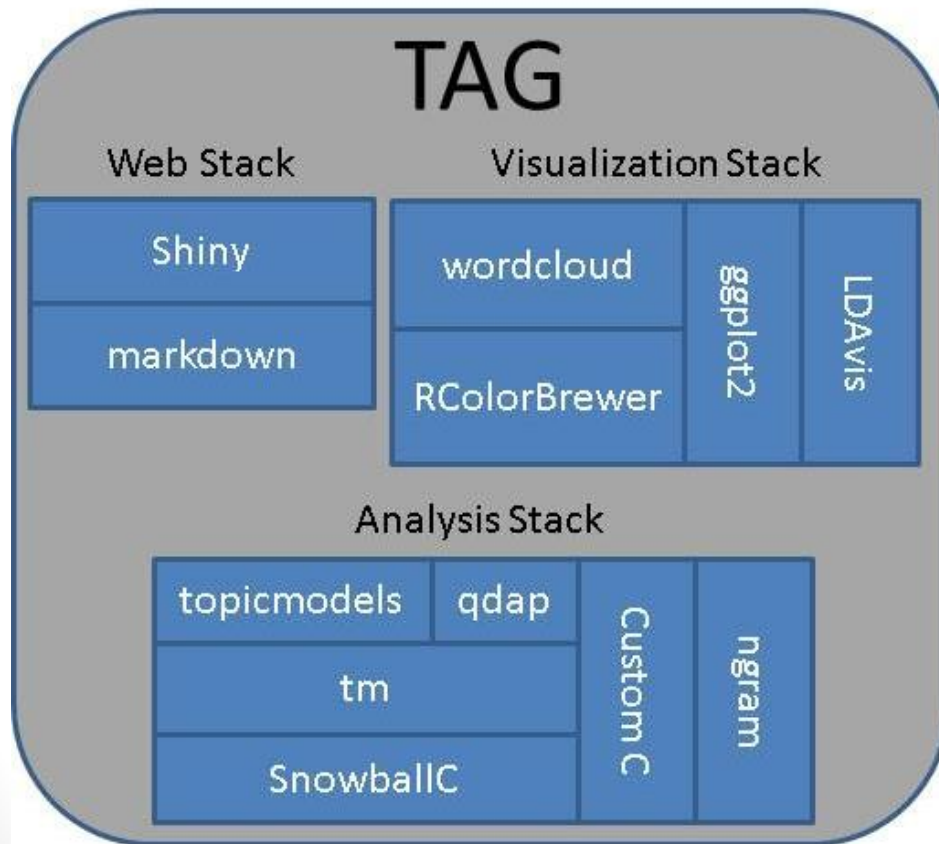 TAG
Web Stack
Shiny
markdown
Visualization Stack
wordcloud
RColorBrewer
ggplot2
LDAvis
Analysis Stack
topicmodels
qdap
tm
SnowballC
Custom C
ngram